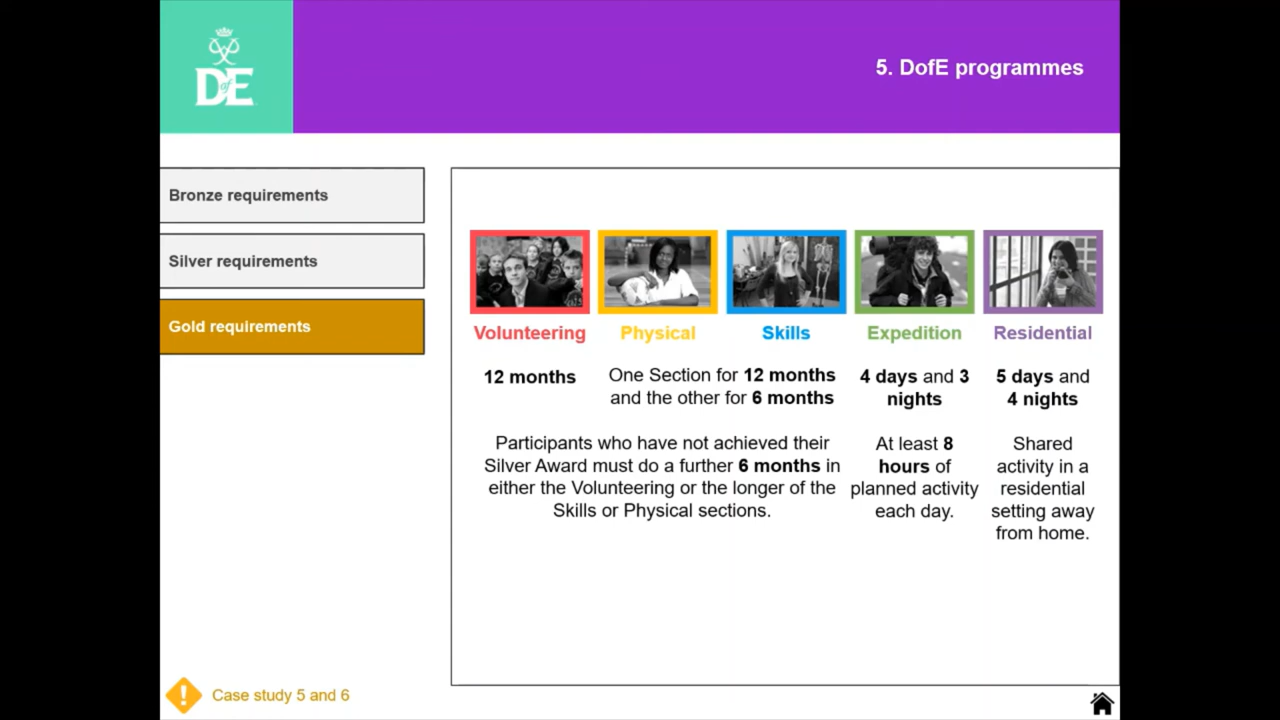 DofE
5. DofE programmes
Bronze requirements
Silver requirements
Gold requirements
Volunteering
Physical
Skills
Expedition
Residential
12 months
One Section for 12 months
and the other for 6 months
4 days and 3
nights
5 days and
4 nights
Participants who have not achieved their
Silver Award must do a further 6 months in
either the Volunteering or the longer of the
Skills or Physical sections.
At least 8
hours of
planned activity
each day.
Shared
activity in a
residential
setting away
from home.
Case study 5 and 6